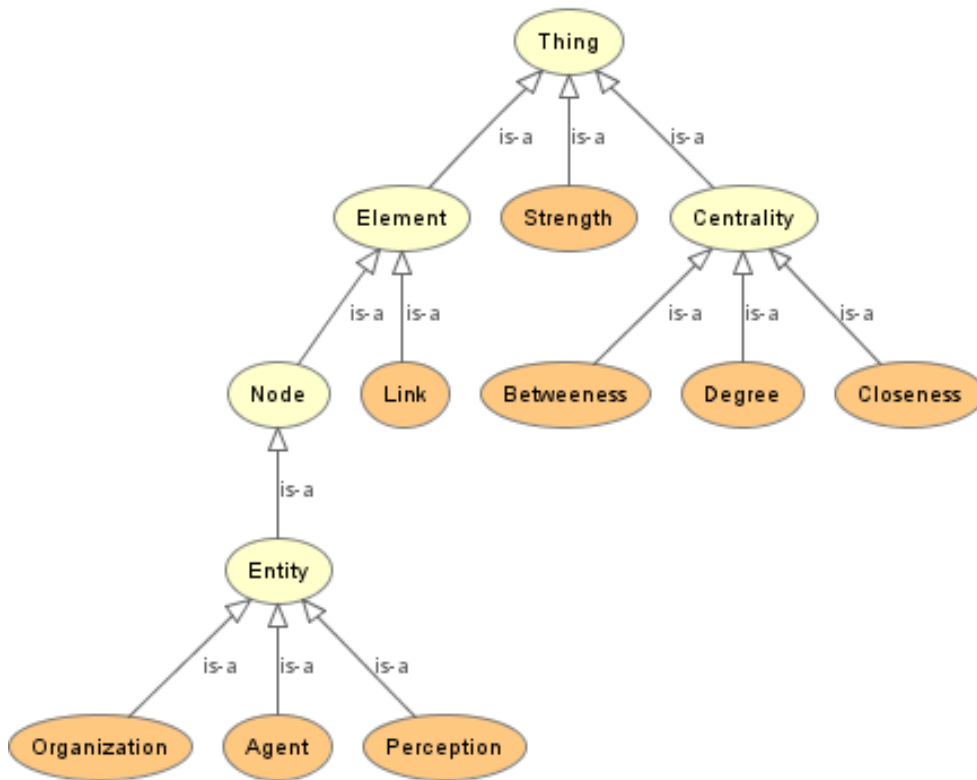 Thing
is-a is-a is-a
Element Strength Centrality
is-a is-a is-a is-a is-a
Node Link Betweeness Degree Closeness
is-a
Entity
is-a is-a is-a
Organization Agent Perception